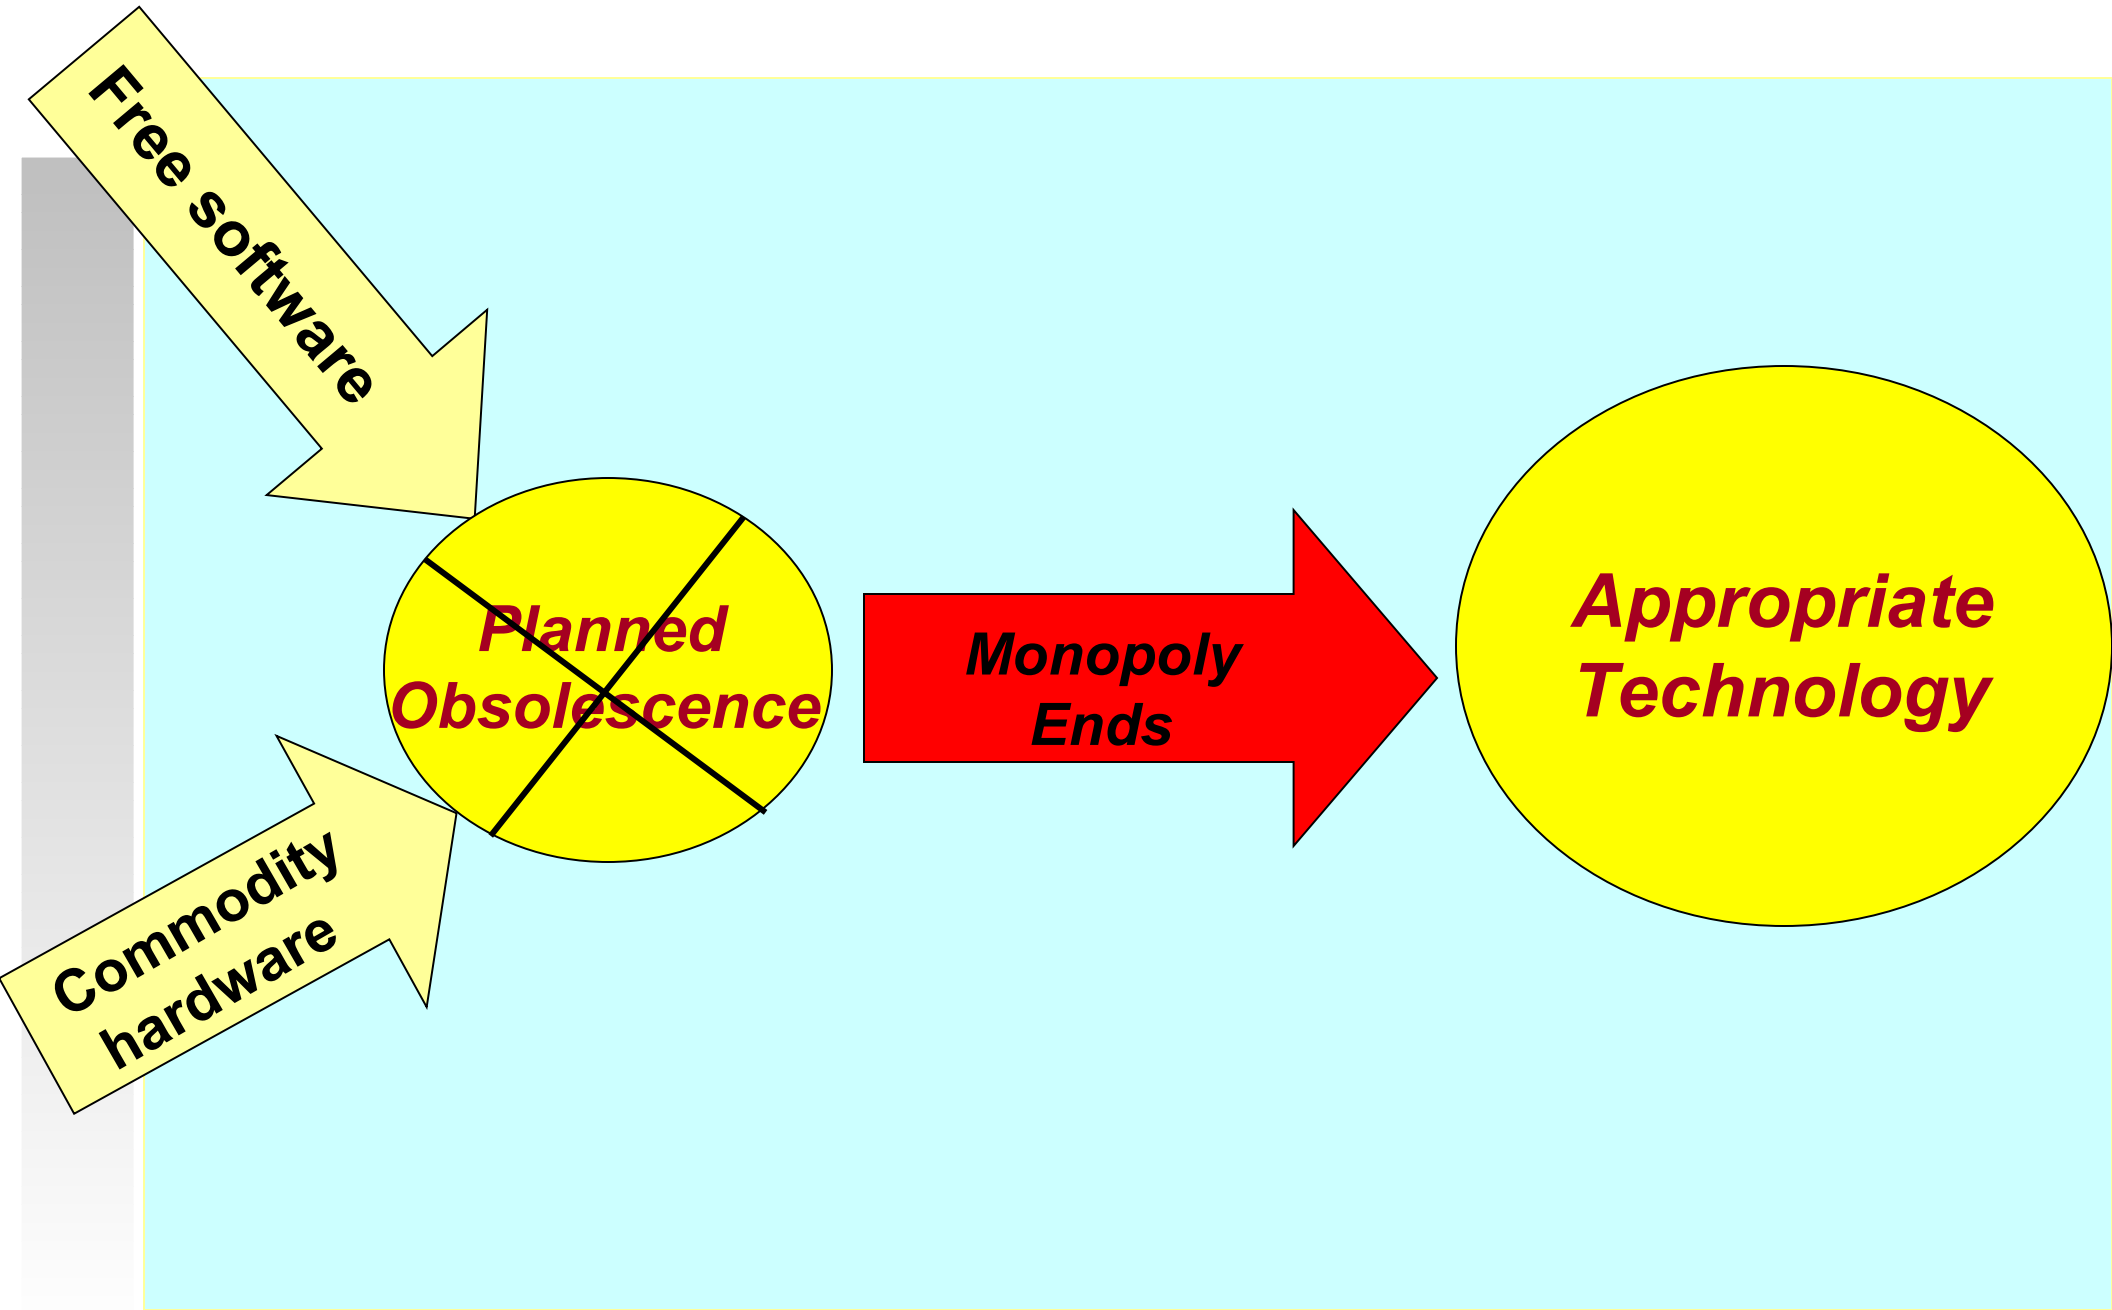 Free software
Planned
Obsolescence
Monopoly
Ends
Appropriate
Technology
Commodity
hardware